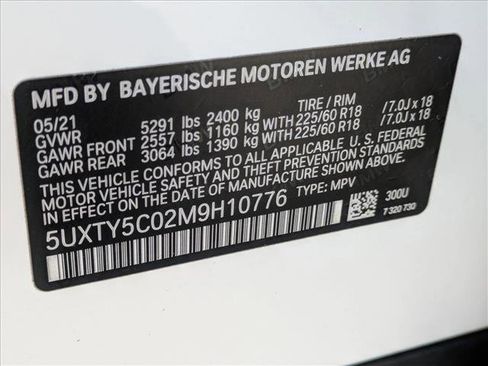 MFD BY BAYERISCHE MOTOREN WERKE AG
05/21 TIRE / RIM
GVWR 5291 lbs 2400 kg
GAWR FRONT 2557 lbs 1160 kg WITH 225/60 R18 /7.0J x 18
GAWR REAR 3064 lbs 1390 kg WITH 225/60 R18 /7.0J x 18
THIS VEHICLE CONFORMS TO ALL APPLICABLE U.S. FEDERAL
MOTOR VEHICLE SAFETY AND THEFT PREVENTION STANDARDS
IN EFFECT ON THE DATE OF MANUFACTURE SHOWN ABOVE.
5UXTY5C02M9H10776 TYPE: MPV
300U
7 320 730